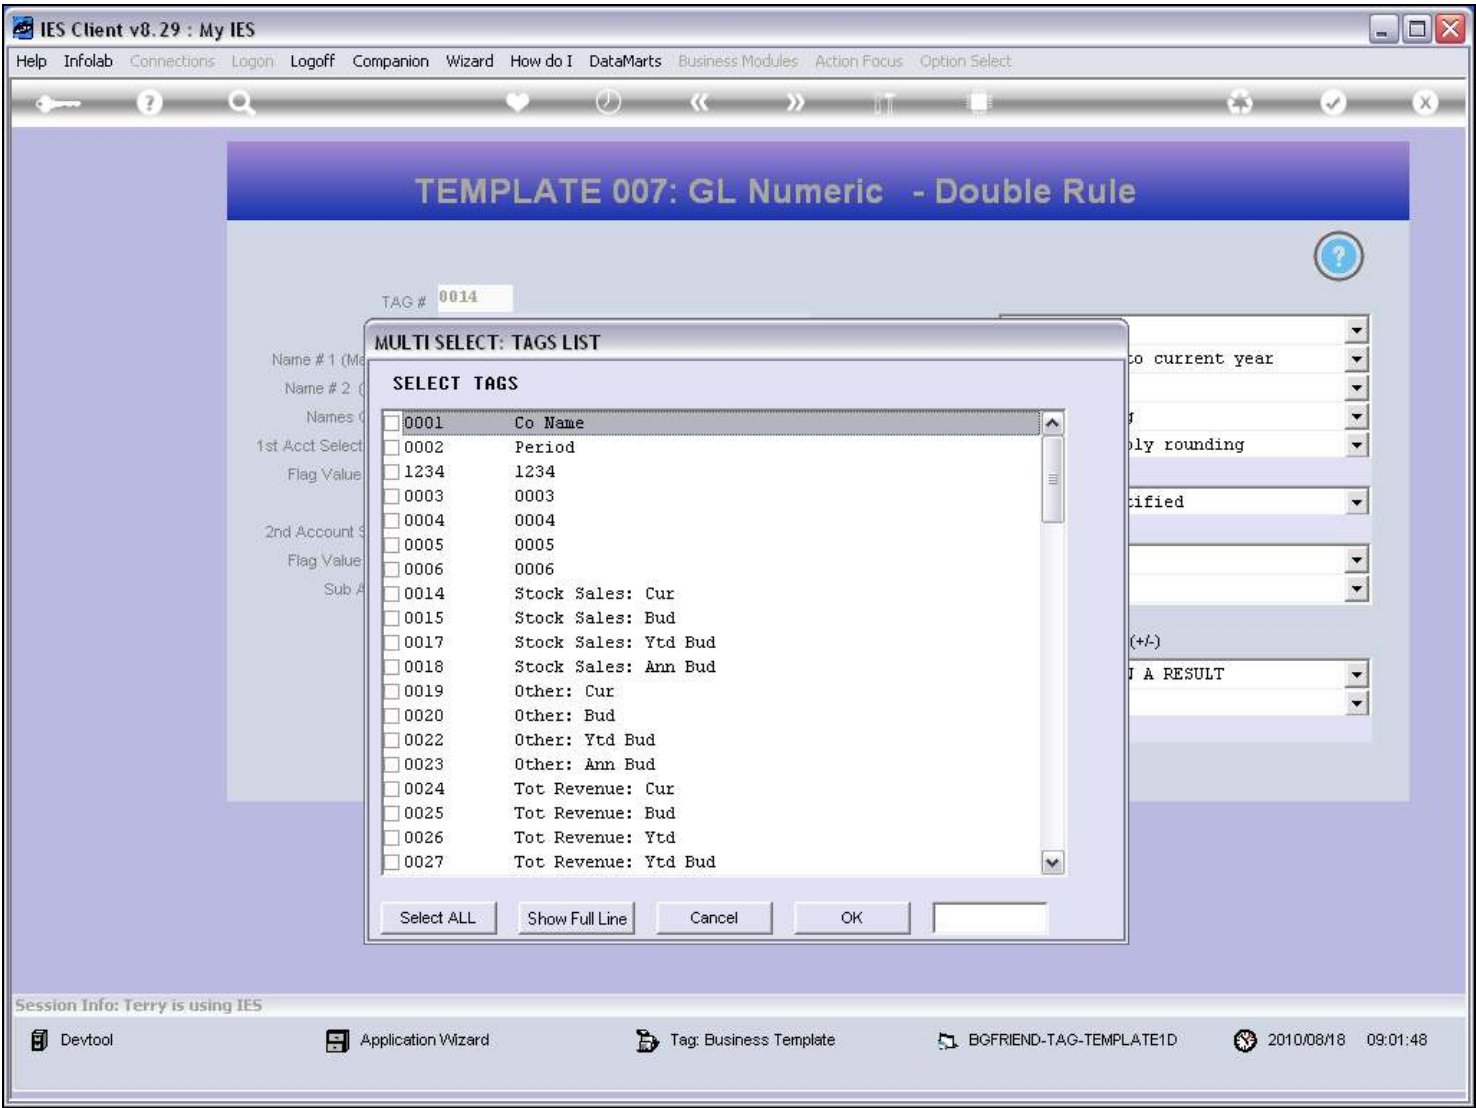 IES Client v8.29 : My IES
Help Infolab Connections Logon Logoff Companion Wizard How do I DataMarts Business Modules Action Focus Option Select
TEMPLATE 007: GL Numeric - Double Rule
TAG # 0014
MULTI SELECT: TAGS LIST
SELECT TAGS
Name # 1 (Ma
to current year
Name # 2 (
Names
1st Acct Select
ply rounding
Flag Value
tified
2nd Account S
Flag Value
Sub A
(+/-)
N A RESULT
0001 Co Name
0002 Period
1234 1234
0003 0003
0004 0004
0005 0005
0006 0006
0014 Stock Sales: Cur
0015 Stock Sales: Bud
0017 Stock Sales: Ytd Bud
0018 Stock Sales: Ann Bud
0019 Other: Cur
0020 Other: Bud
0022 Other: Ytd Bud
0023 Other: Ann Bud
0024 Tot Revenue: Cur
0025 Tot Revenue: Bud
0026 Tot Revenue: Ytd
0027 Tot Revenue: Ytd Bud
Select ALL Show Full Line Cancel OK
Session Info: Terry is using IES
Devtool Application Wizard Tag: Business Template BGFRIEND-TAG-TEMPLATE1D 2010/08/18 09:01:48